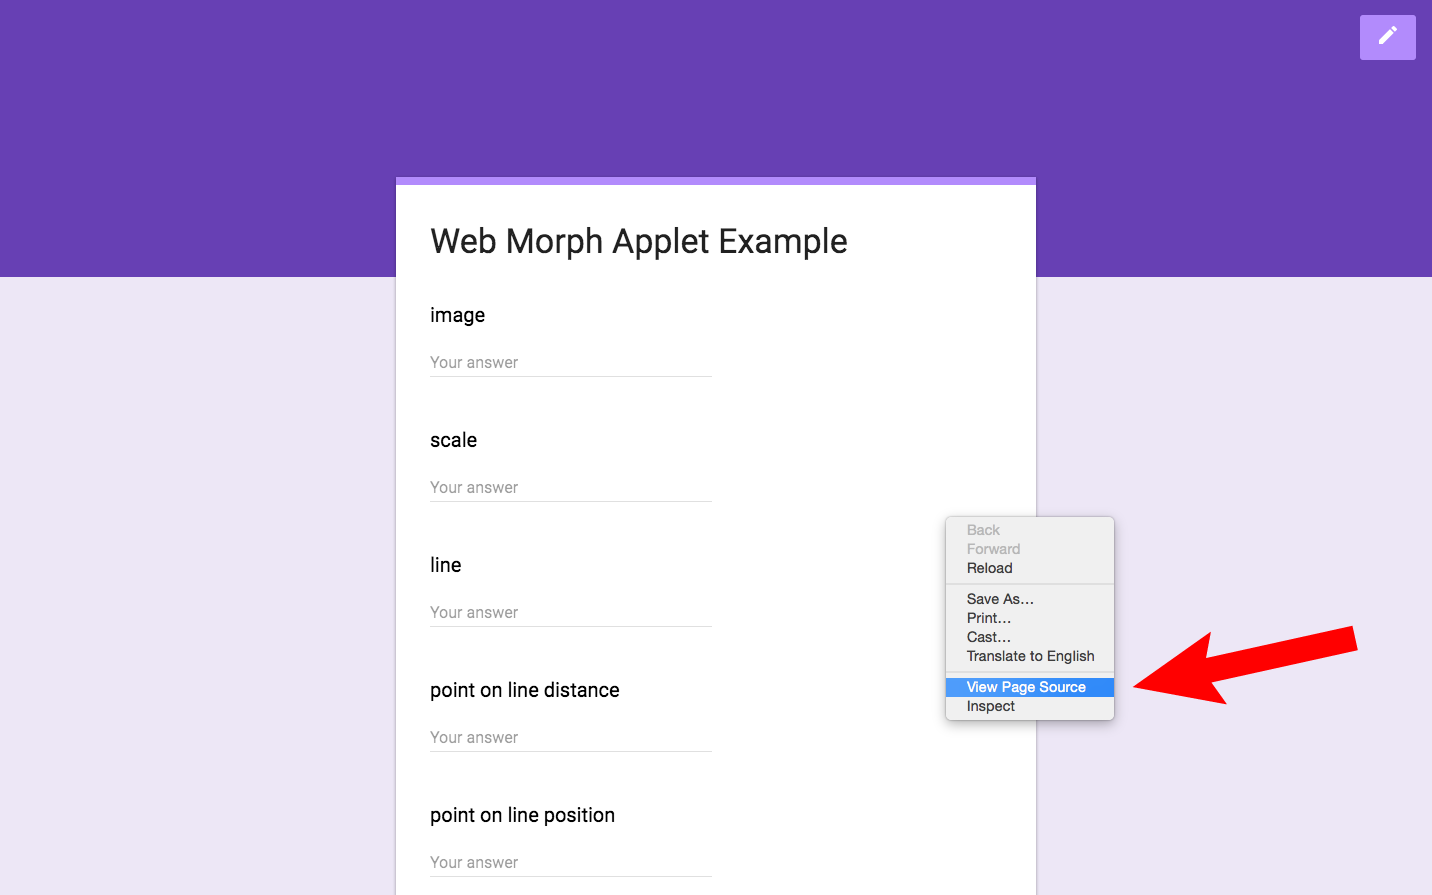 Web Morph Applet Example
image
Your answer
scale
Your answer
line
Your answer
point on line distance
Your answer
point on line position
Your answer
Back
Forward
Reload
Save As...
Print...
Cast...
Translate to English
View Page Source
Inspect